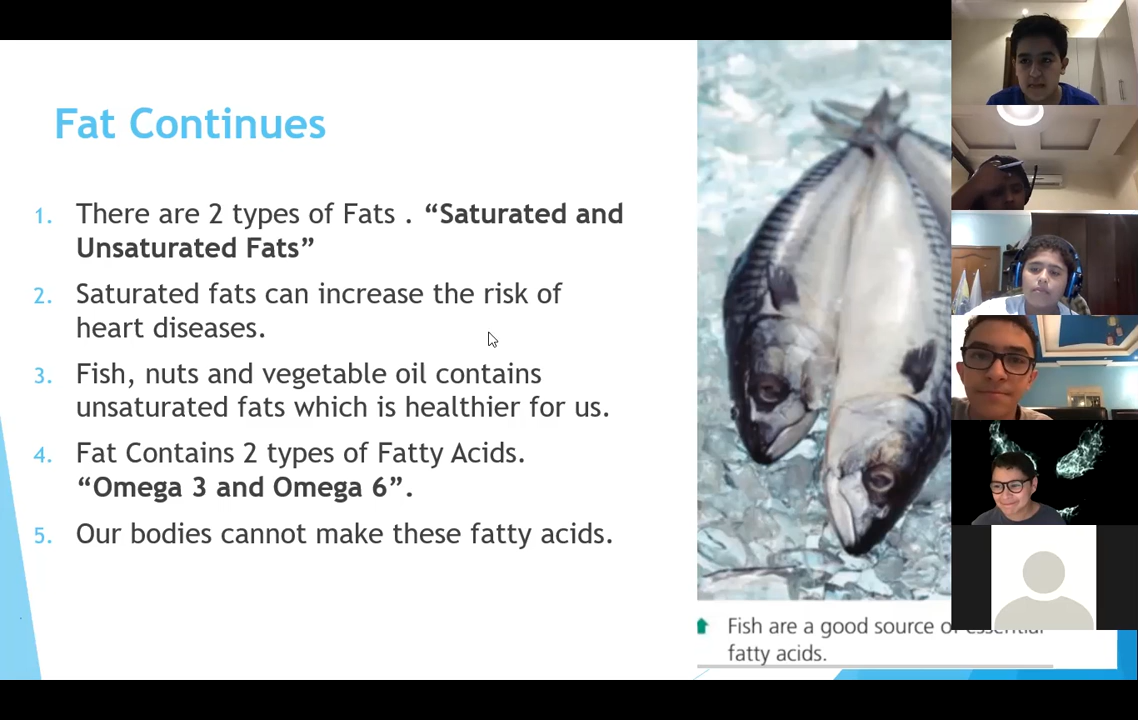 Fat Continues
1. There are 2 types of Fats . “Saturated and
Unsaturated Fats”
2. Saturated fats can increase the risk of
heart diseases.
3. Fish, nuts and vegetable oil contains
unsaturated fats which is healthier for us.
4. Fat Contains 2 types of Fatty Acids.
“Omega 3 and Omega 6”.
5. Our bodies cannot make these fatty acids.
Fish are a good source of essential
fatty acids.